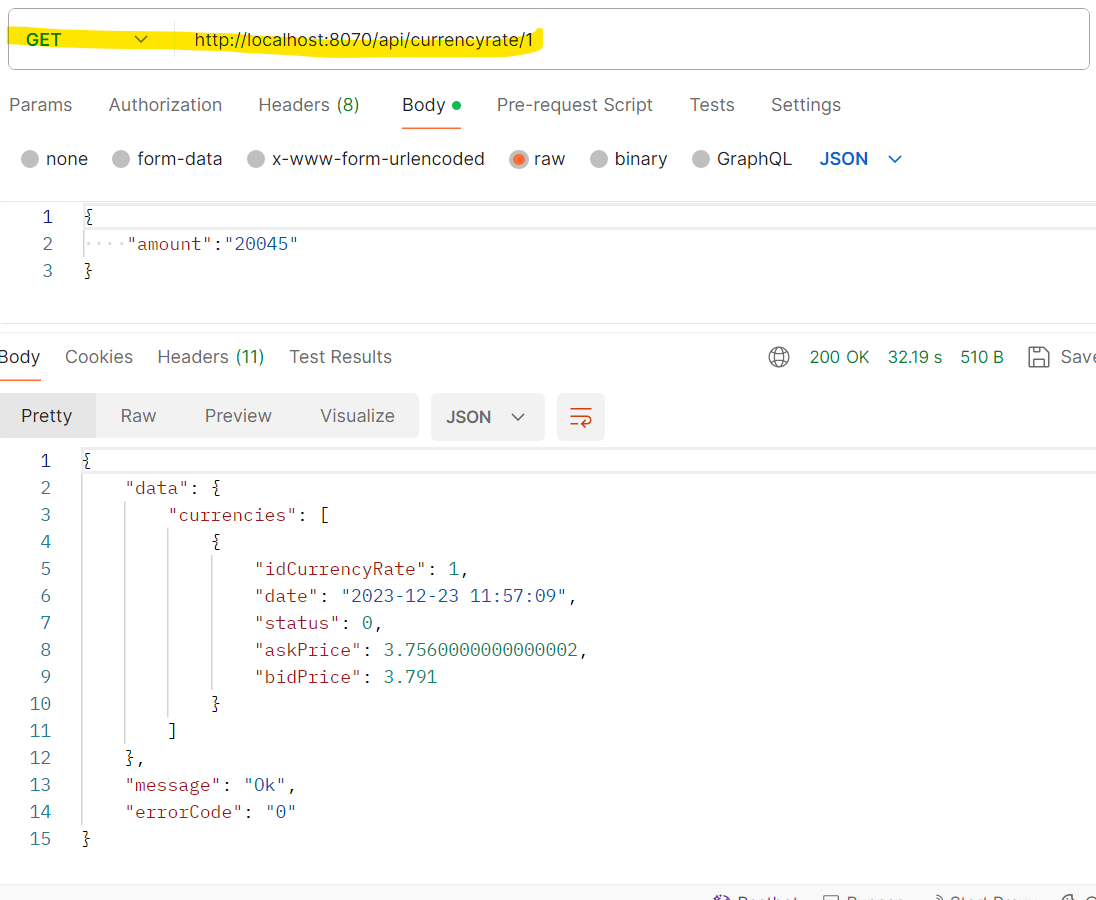 GET http://localhost:8070/api/currencyrate/1
Params Authorization Headers (8) Body Pre-request Script Tests Settings
none form-data x-www-form-urlencoded raw binary GraphQL JSON
1 {
2 ····"amount":"20045"
3 }
Body Cookies Headers (11) Test Results 200 OK 32.19 s 510 B
Pretty Raw Preview Visualize JSON
1 {
2 "data": {
3 "currencies": [
4 {
5 "idCurrencyRate": 1,
6 "date": "2023-12-23 11:57:09",
7 "status": 0,
8 "askPrice": 3.7560000000000002,
9 "bidPrice": 3.791
10 }
11 ]
12 },
13 "message": "Ok",
14 "errorCode": "0"
15 }